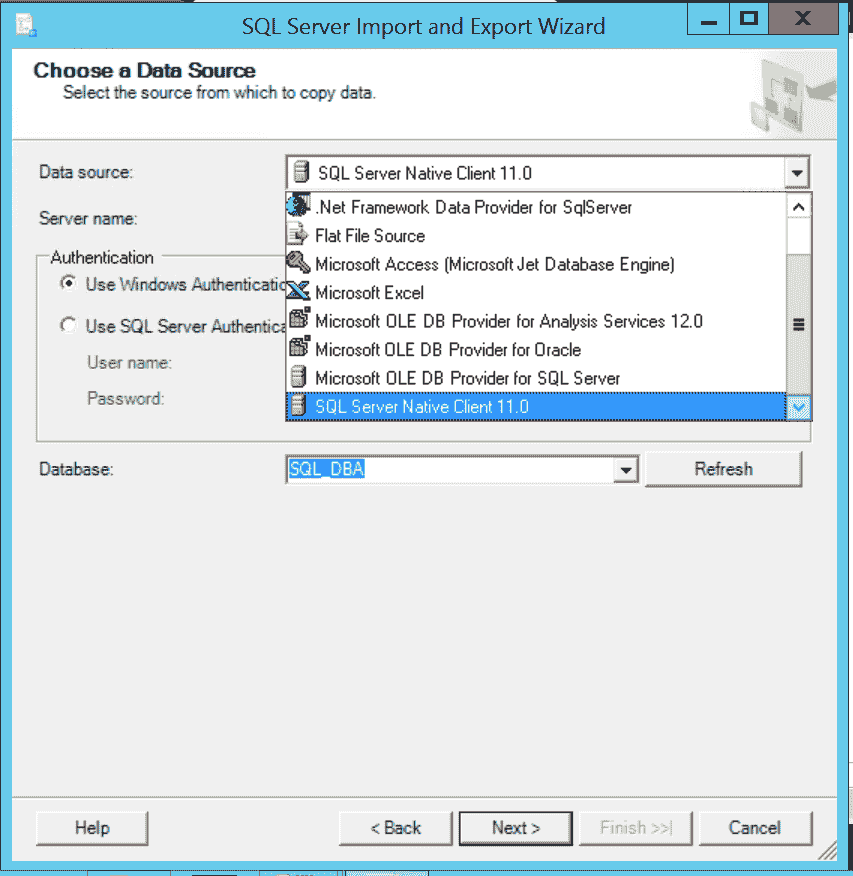 SQL Server Import and Export Wizard
Choose a Data Source
Select the source from which to copy data.
Data source:
SQL Server Native Client 11.0
.Net Framework Data Provider for SqlServer
Server name:
Flat File Source
Authentication
Microsoft Access (Microsoft Jet Database Engine)
Use Windows Authenticatio
Microsoft Excel
Microsoft OLE DB Provider for Analysis Services 12.0
Use SQL Server Authentica
Microsoft OLE DB Provider for Oracle
User name:
Microsoft OLE DB Provider for SQL Server
Password:
SQL Server Native Client 11.0
Database:
SQL_DBA
Refresh
Help
< Back
Next >
Finish >>|
Cancel